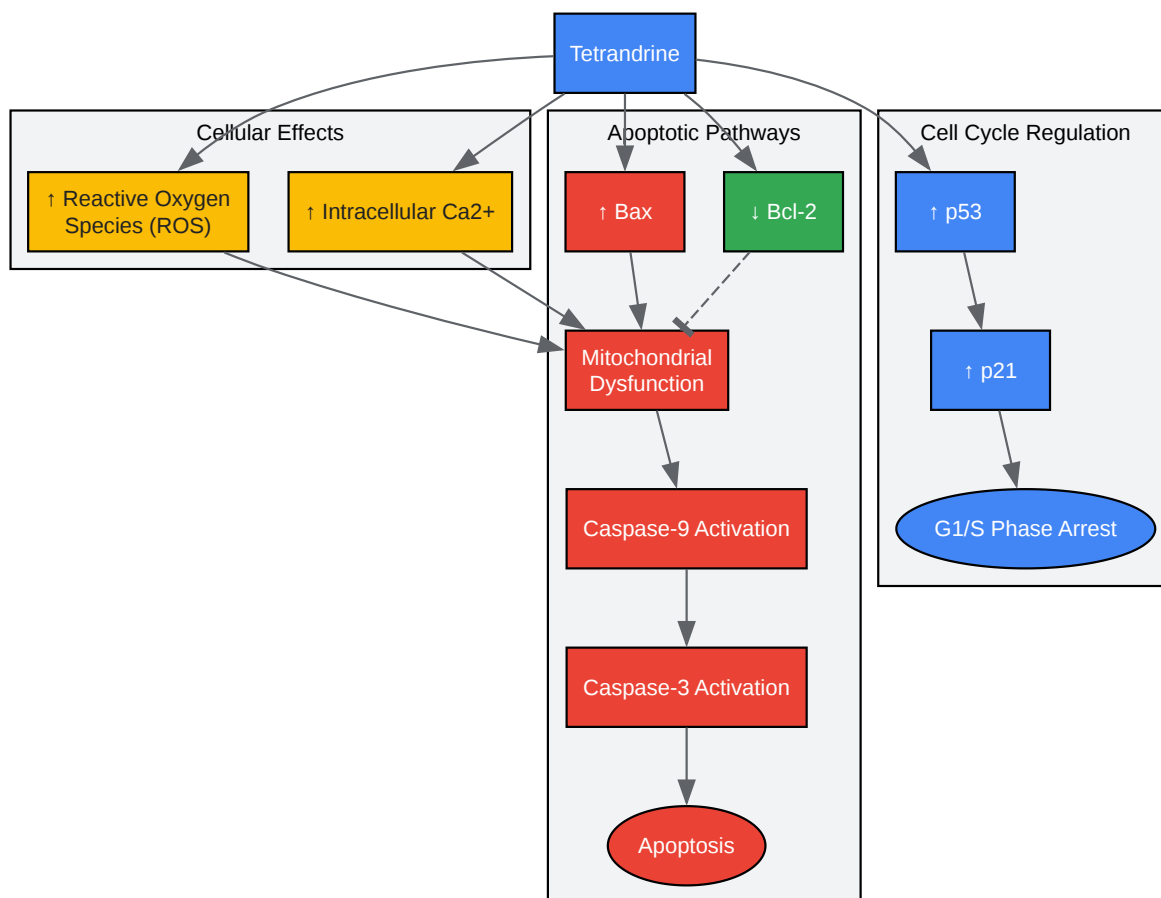 Tetrandrine
Cellular Effects
Apoptotic Pathways
Cell Cycle Regulation
↑ Reactive Oxygen
Species (ROS)
↑ Intracellular Ca2+
↑ Bax
↓ Bcl-2
↑ p53
Mitochondrial
Dysfunction
↑ p21
Caspase-9 Activation
G1/S Phase Arrest
Caspase-3 Activation
Apoptosis